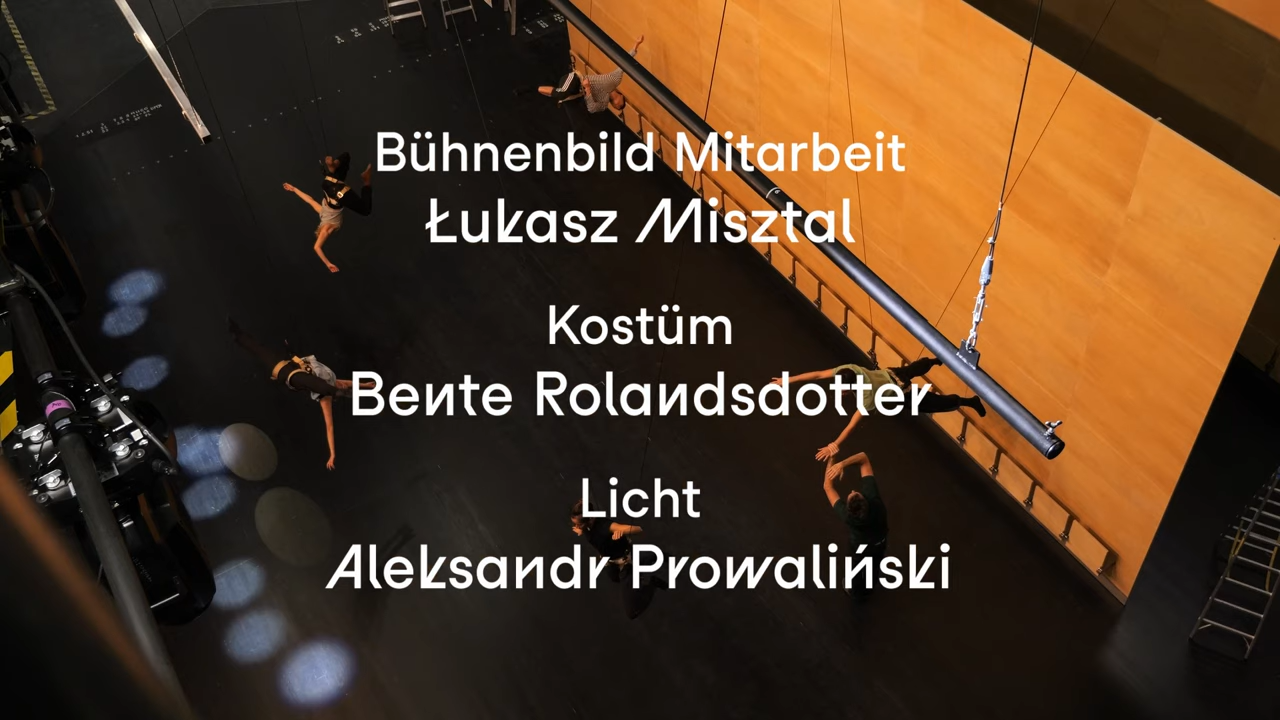 Bühnenbild Mitarbeit
Łukasz Misztal
Kostüm
Bente Rolandsdotter
Licht
Aleksandr Prowaliński